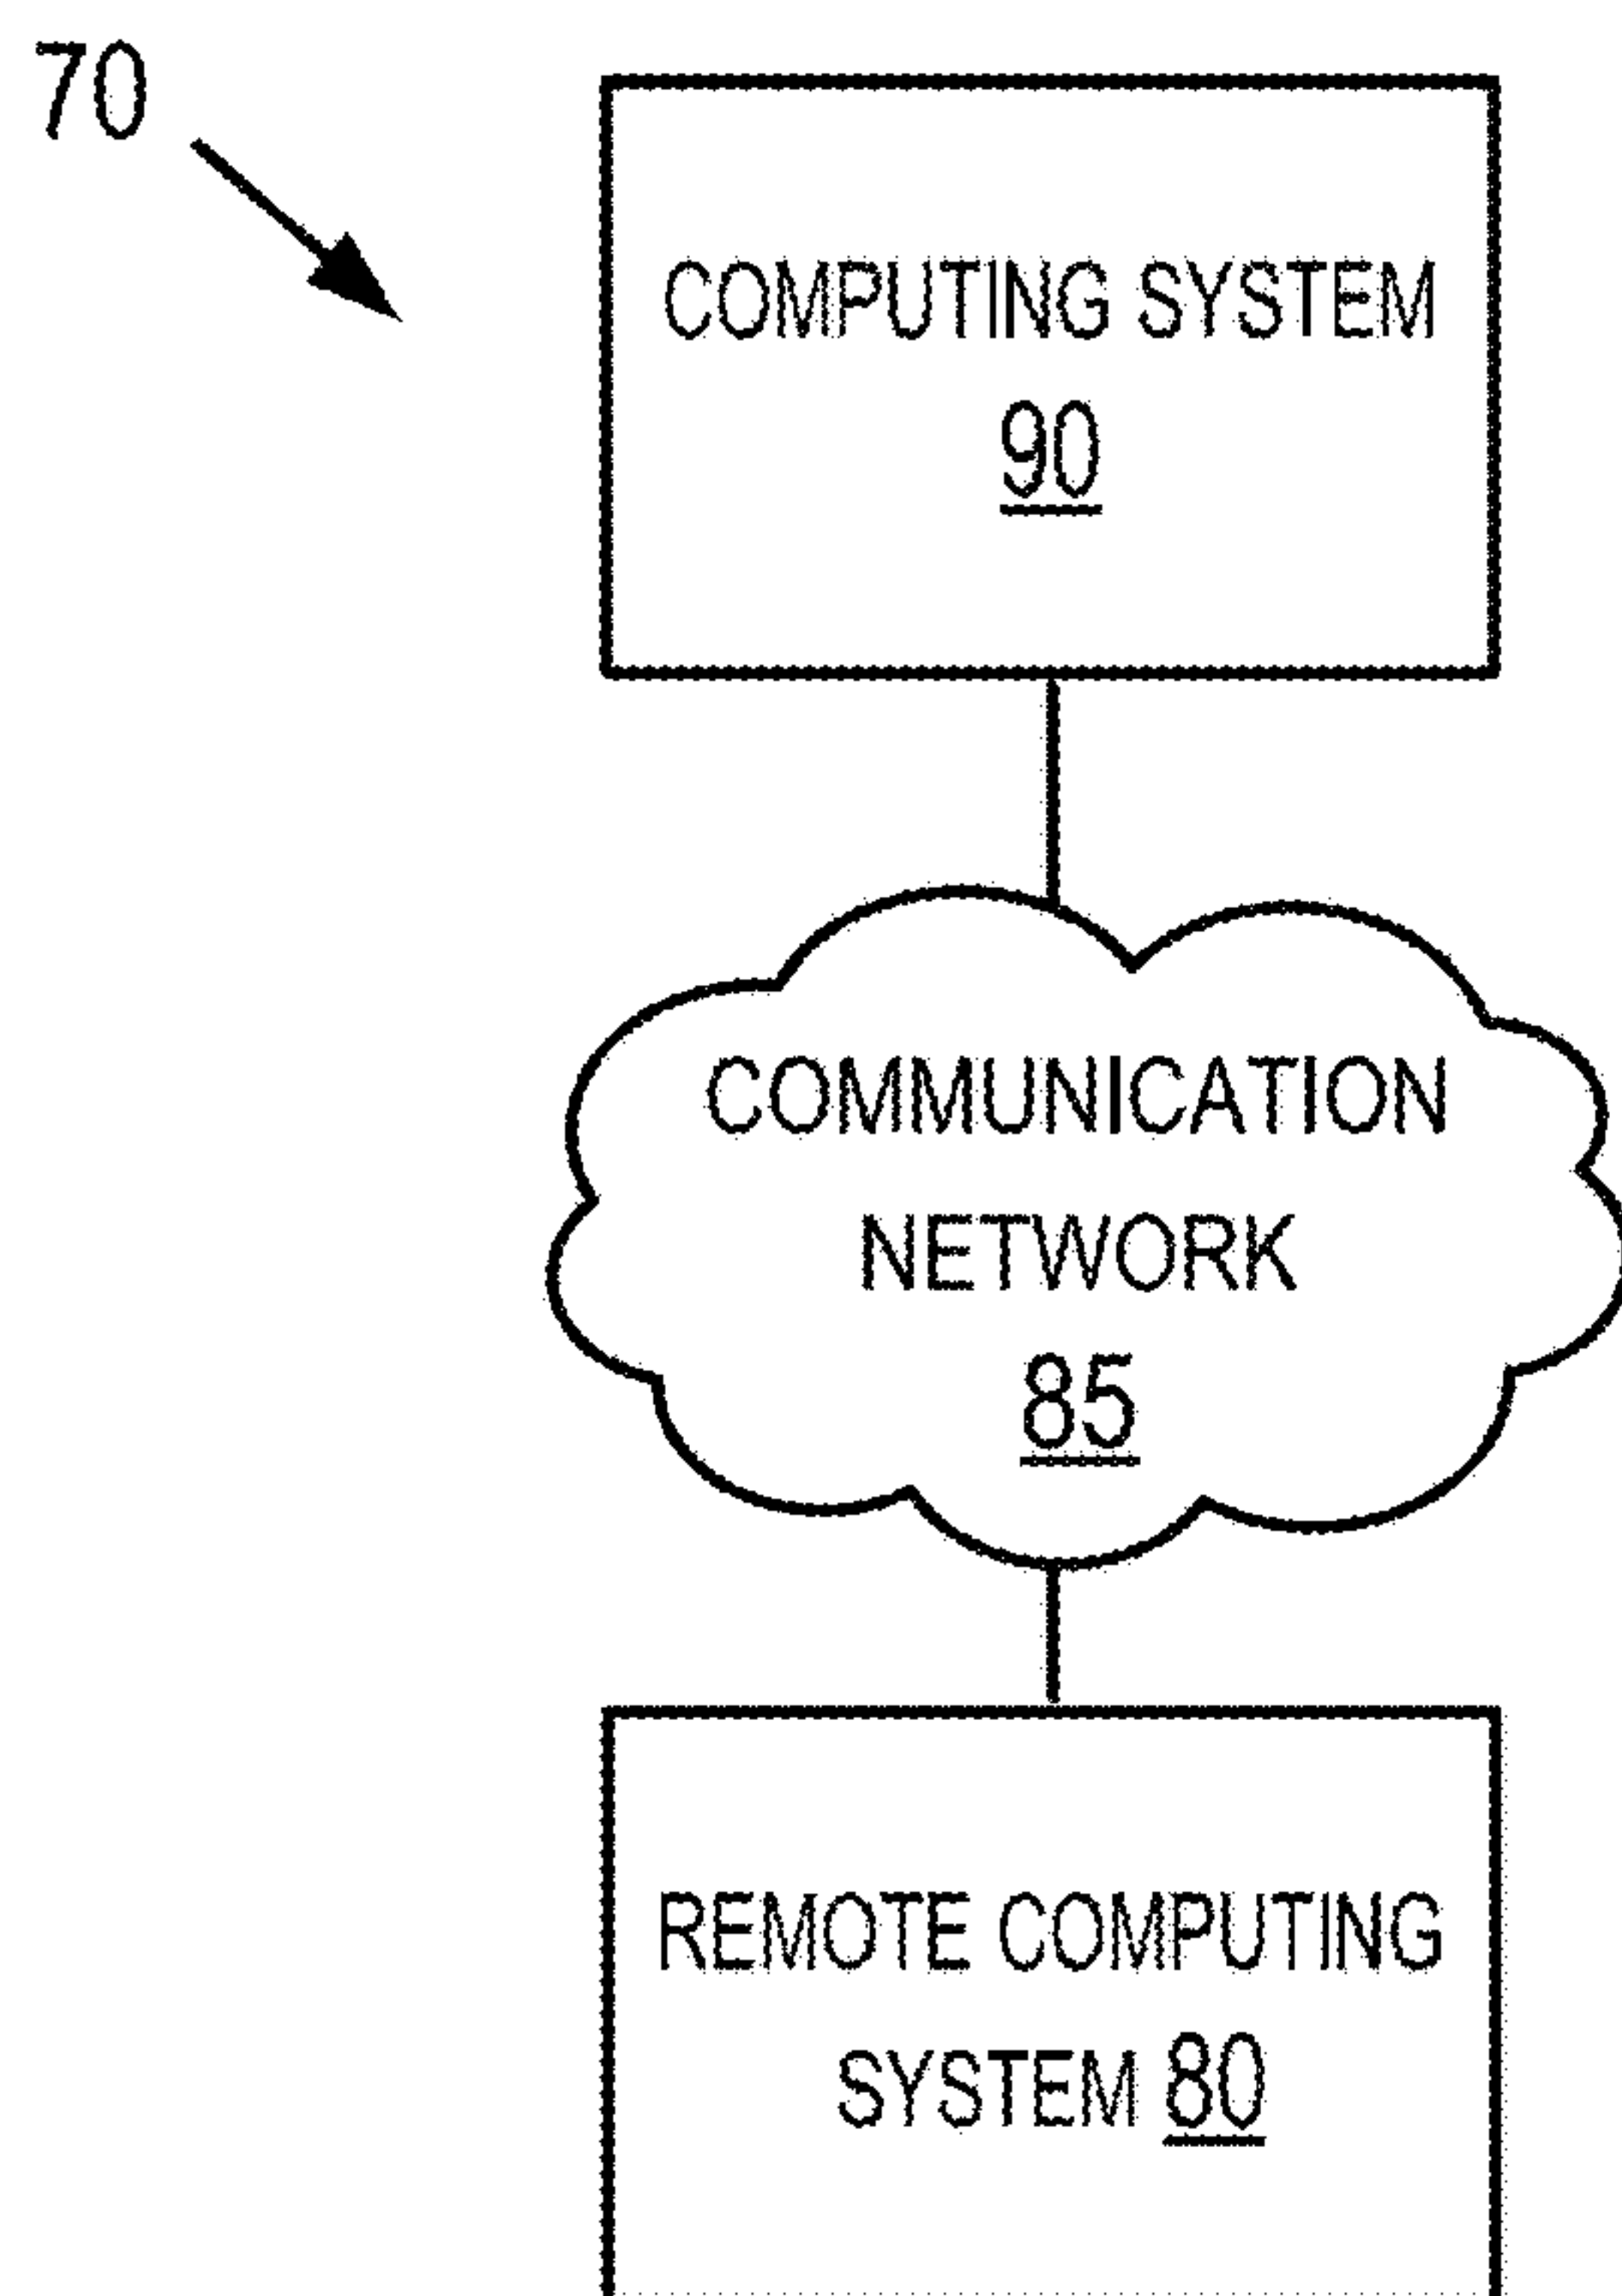 70
COMPUTING SYSTEM
90
COMMUNICATION
NETWORK
85
REMOTE COMPUTING
SYSTEM 80